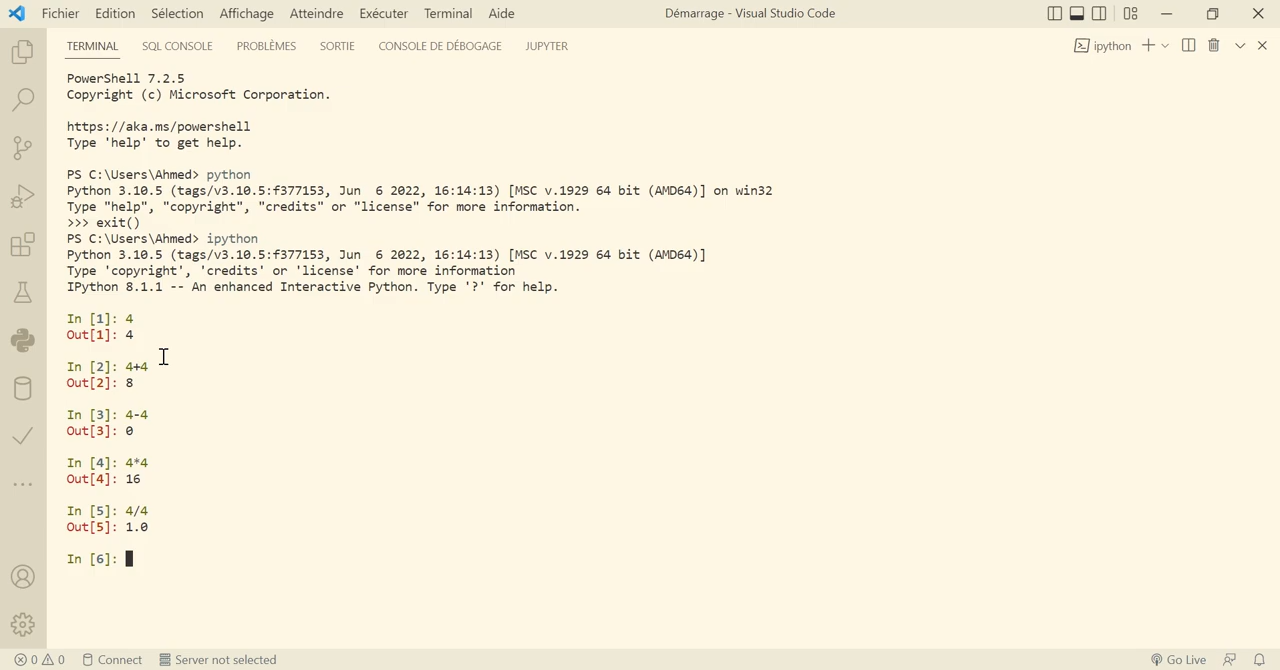 Fichier Edition Sélection Affichage Atteindre Exécuter Terminal Aide Démarrage - Visual Studio Code
TERMINAL SQL CONSOLE PROBLÈMES SORTIE CONSOLE DE DÉBOGAGE JUPYTER ipython
PowerShell 7.2.5
Copyright (c) Microsoft Corporation.
https://aka.ms/powershell
Type 'help' to get help.
PS C:\Users\Ahmed> python
Python 3.10.5 (tags/v3.10.5:f377153, Jun  6 2022, 16:14:13) [MSC v.1929 64 bit (AMD64)] on win32
Type "help", "copyright", "credits" or "license" for more information.
>>> exit()
PS C:\Users\Ahmed> ipython
Python 3.10.5 (tags/v3.10.5:f377153, Jun  6 2022, 16:14:13) [MSC v.1929 64 bit (AMD64)]
Type 'copyright', 'credits' or 'license' for more information
IPython 8.1.1 -- An enhanced Interactive Python. Type '?' for help.
In [1]: 4
Out[1]: 4
In [2]: 4+4
Out[2]: 8
In [3]: 4-4
Out[3]: 0
In [4]: 4*4
Out[4]: 16
In [5]: 4/4
Out[5]: 1.0
In [6]:
0 0 Connect Server not selected Go Live